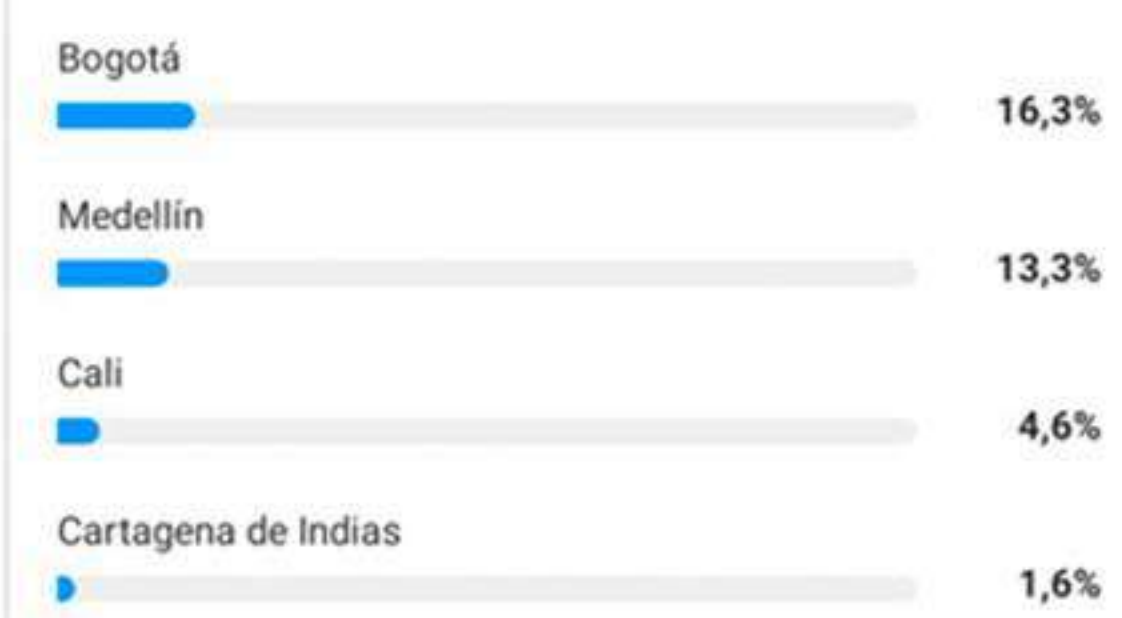 Bogotá
16,3%
Medellín
13,3%
Cali
4,6%
Cartagena de Indias
1,6%